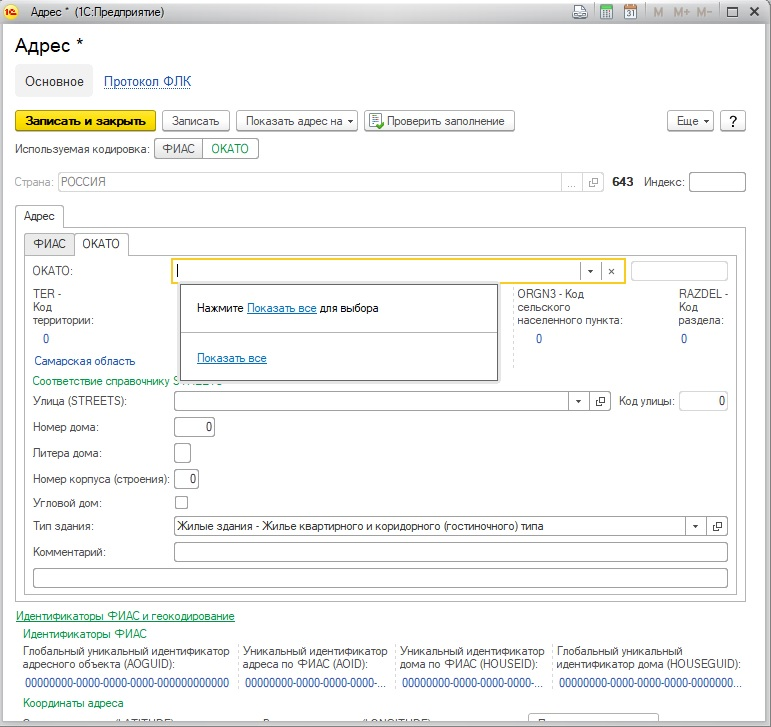 Адрес * (1С:Предприятие)
M M+ M-
Адрес *
Основное Протокол ФЛК
Записать и закрыть Записать Показать адрес на Проверить заполнение Еще ?
Используемая кодировка: ФИАС ОКАТО
Страна: РОССИЯ ... 643 Индекс:
Адрес
ФИАС ОКАТО
ОКАТО:
Нажмите Показать все для выбора
Показать все
TER - Код территории:
0
ORGN3 - Код сельского населенного пункта:
0
RAZDEL - Код раздела:
0
Самарская область
Соответствие справочнику STREETS
Улица (STREETS): Код улицы: 0
Номер дома: 0
Литера дома:
Номер корпуса (строения): 0
Угловой дом:
Тип здания: Жилые здания - Жилье квартирного и коридорного (гостиночного) типа
Комментарий:
Идентификаторы ФИАС и геокодирование
Идентификаторы ФИАС
Глобальный уникальный идентификатор адресного объекта (AOGUID):
00000000-0000-0000-0000-000000000000
Уникальный идентификатор адреса по ФИАС (AOID):
00000000-0000-0000-0000-...
Уникальный идентификатор дома по ФИАС (HOUSEID):
00000000-0000-0000-0000-...
Глобальный уникальный идентификатор дома (HOUSEGUID):
00000000-0000-0000-0000-0000000...
Координаты адреса